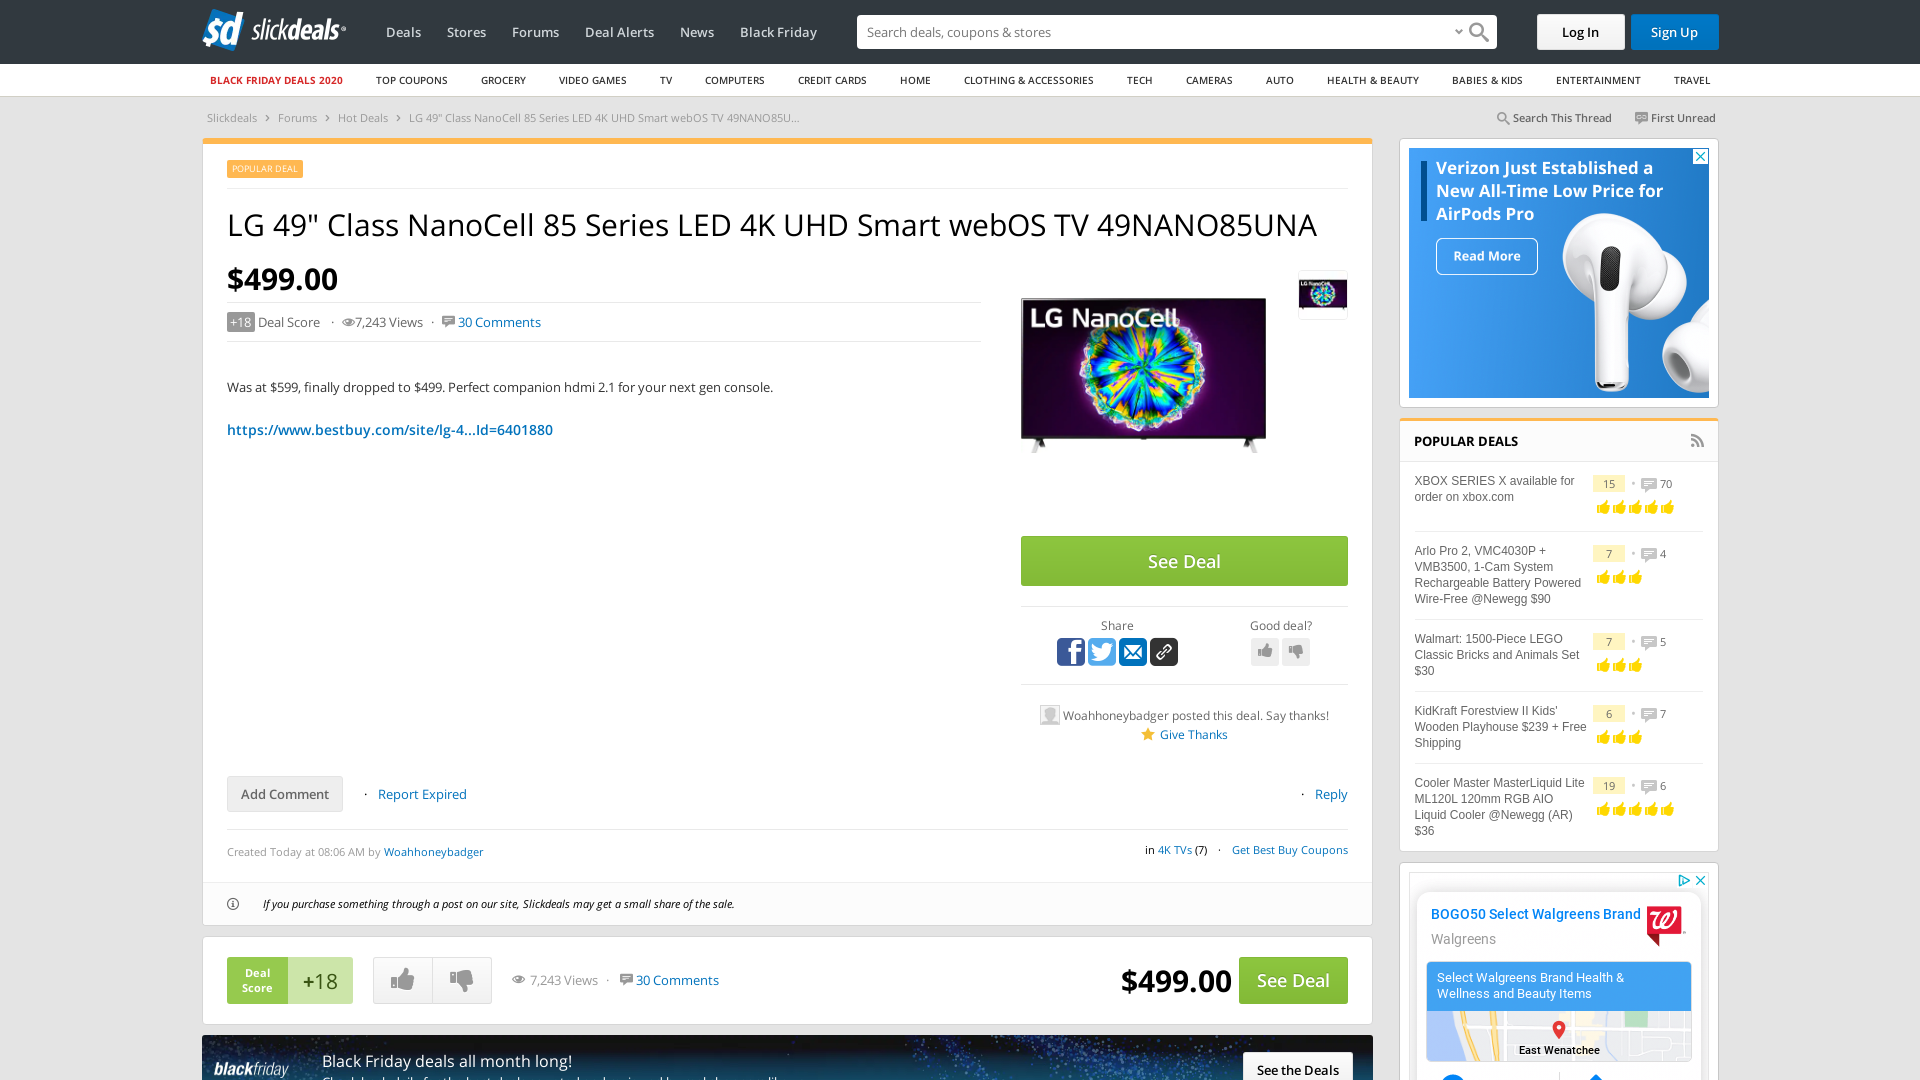 sd slickdeals
Deals
Stores
Forums
Deal Alerts
News
Black Friday
Search deals, coupons & stores
Log In
Sign Up
BLACK FRIDAY DEALS 2020
TOP COUPONS
GROCERY
VIDEO GAMES
TV
COMPUTERS
CREDIT CARDS
HOME
CLOTHING & ACCESSORIES
TECH
CAMERAS
AUTO
HEALTH & BEAUTY
BABIES & KIDS
ENTERTAINMENT
TRAVEL
Slickdeals › Forums › Hot Deals › LG 49" Class NanoCell 85 Series LED 4K UHD Smart webOS TV 49NANO85U...
Search This Thread
First Unread
POPULAR DEAL
LG 49" Class NanoCell 85 Series LED 4K UHD Smart webOS TV 49NANO85UNA
$499.00
+18 Deal Score · 7,243 Views · 30 Comments
Was at $599, finally dropped to $499. Perfect companion hdmi 2.1 for your next gen console.
https://www.bestbuy.com/site/lg-4...Id=6401880
LG NanoCell
LG NanoCell
See Deal
Share
Good deal?
Woahhoneybadger posted this deal. Say thanks!
Give Thanks
Add Comment · Report Expired
· Reply
Created Today at 08:06 AM by Woahhoneybadger
in 4K TVs (7) · Get Best Buy Coupons
If you purchase something through a post on our site, Slickdeals may get a small share of the sale.
Deal
Score
+18
7,243 Views · 30 Comments
$499.00
See Deal
blackfriday
Black Friday deals all month long!
See the Deals
Verizon Just Established a
New All-Time Low Price for
AirPods Pro
Read More
POPULAR DEALS
XBOX SERIES X available for
order on xbox.com
15 · 70
Arlo Pro 2, VMC4030P +
VMB3500, 1-Cam System
Rechargeable Battery Powered
Wire-Free @Newegg $90
7 · 4
Walmart: 1500-Piece LEGO
Classic Bricks and Animals Set
$30
7 · 5
KidKraft Forestview II Kids'
Wooden Playhouse $239 + Free
Shipping
6 · 7
Cooler Master MasterLiquid Lite
ML120L 120mm RGB AIO
Liquid Cooler @Newegg (AR)
$36
19 · 6
BOGO50 Select Walgreens Brand
Walgreens
W
Select Walgreens Brand Health &
Wellness and Beauty Items
East Wenatchee